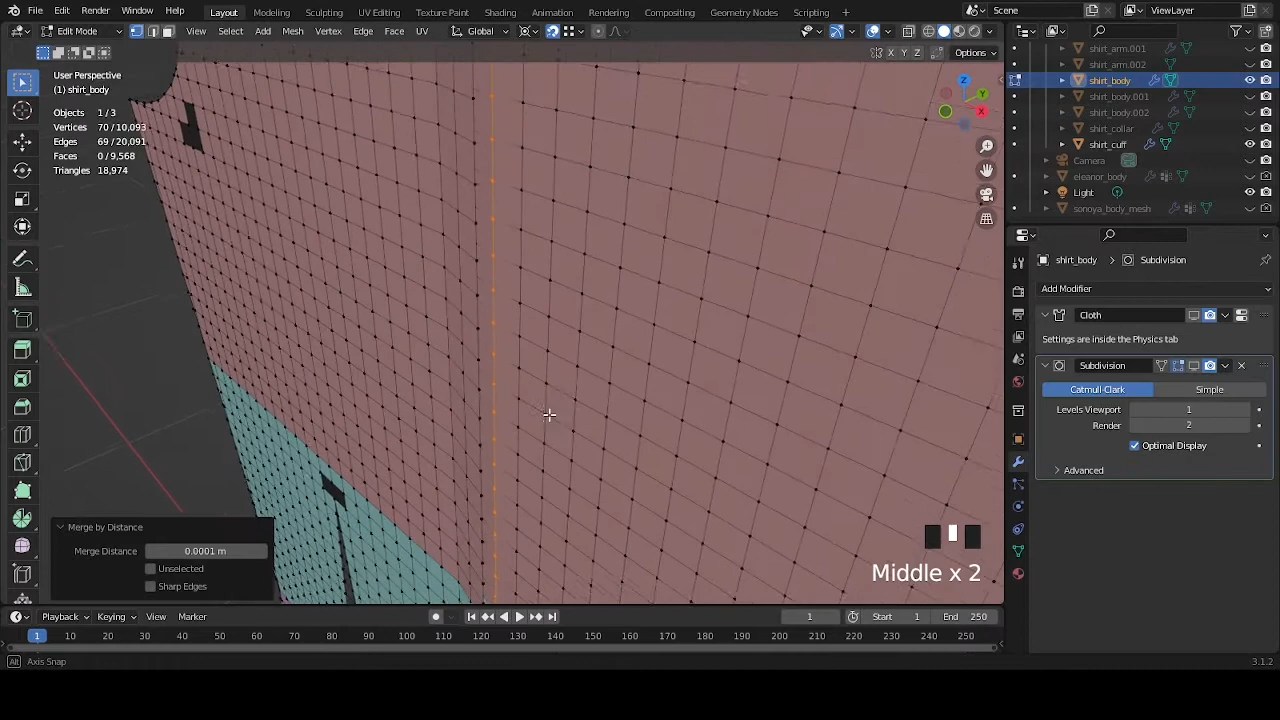 File Edit Render Window Help Layout Modeling Sculpting UV Editing Texture Paint Shading Animation Rendering Compositing Geometry Nodes Scripting + Scene ViewLayer
Edit Mode View Select Add Mesh Vertex Edge Face UV Global
X Y Z Options
User Perspective
(1) shirt_body
Objects 1/3
Vertices 70 / 10,093
Edges 69 / 20,091
Faces 0 / 9,568
Triangles 18,974
Z
Y
X
shirt_arm.001
shirt_arm.002
shirt_body
shirt_body.001
shirt_body.002
shirt_collar
shirt_cuff
Camera
eleanor_body
Light
sonoya_body_mesh
shirt_body > Subdivision
Add Modifier
Cloth
Settings are inside the Physics tab
Subdivision
Catmull-Clark Simple
Levels Viewport 1
Render 2
Optimal Display
Advanced
Merge by Distance
Merge Distance 0.0001 m
Unselected
Sharp Edges
Middle x 2
Playback Keying View Marker 1 Start 1 End 250
1 10 20 30 40 50 60 70 80 90 100 110 120 130 140 150 160 170 180 190 200 210 220 230 240 250
Alt Axis Snap 3.1.2